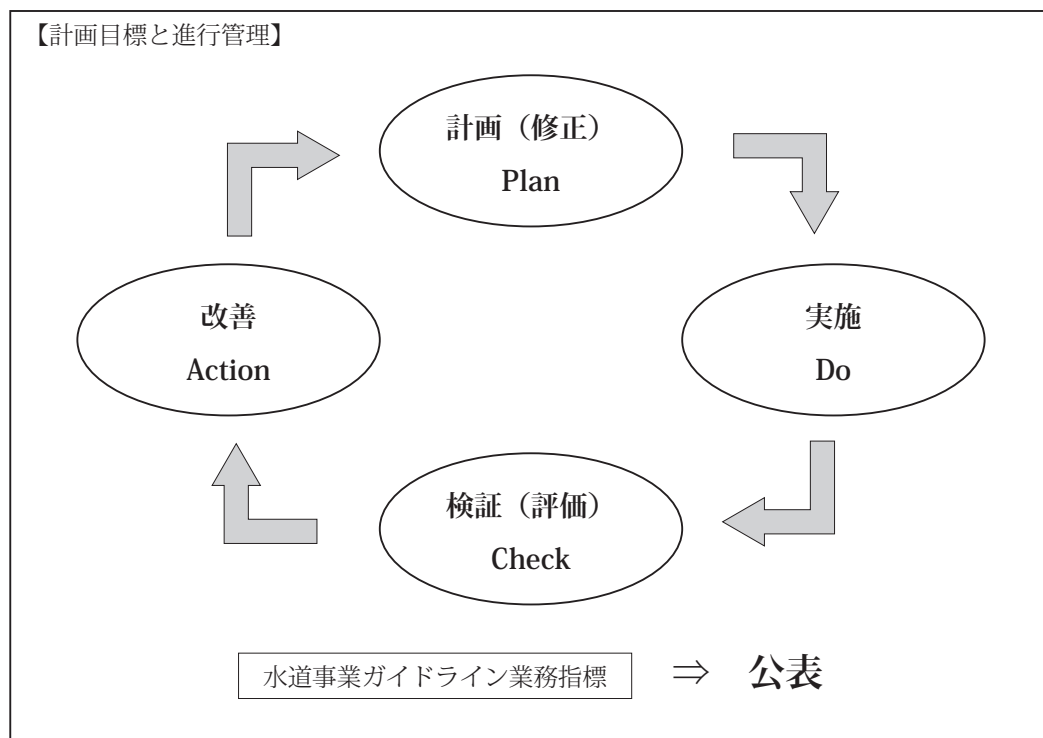 【計画目標と進行管理】
計画（修正）
Plan
改善
Action
実施
Do
検証（評価）
Check
水道事業ガイドライン業務指標 ⇒ 公表